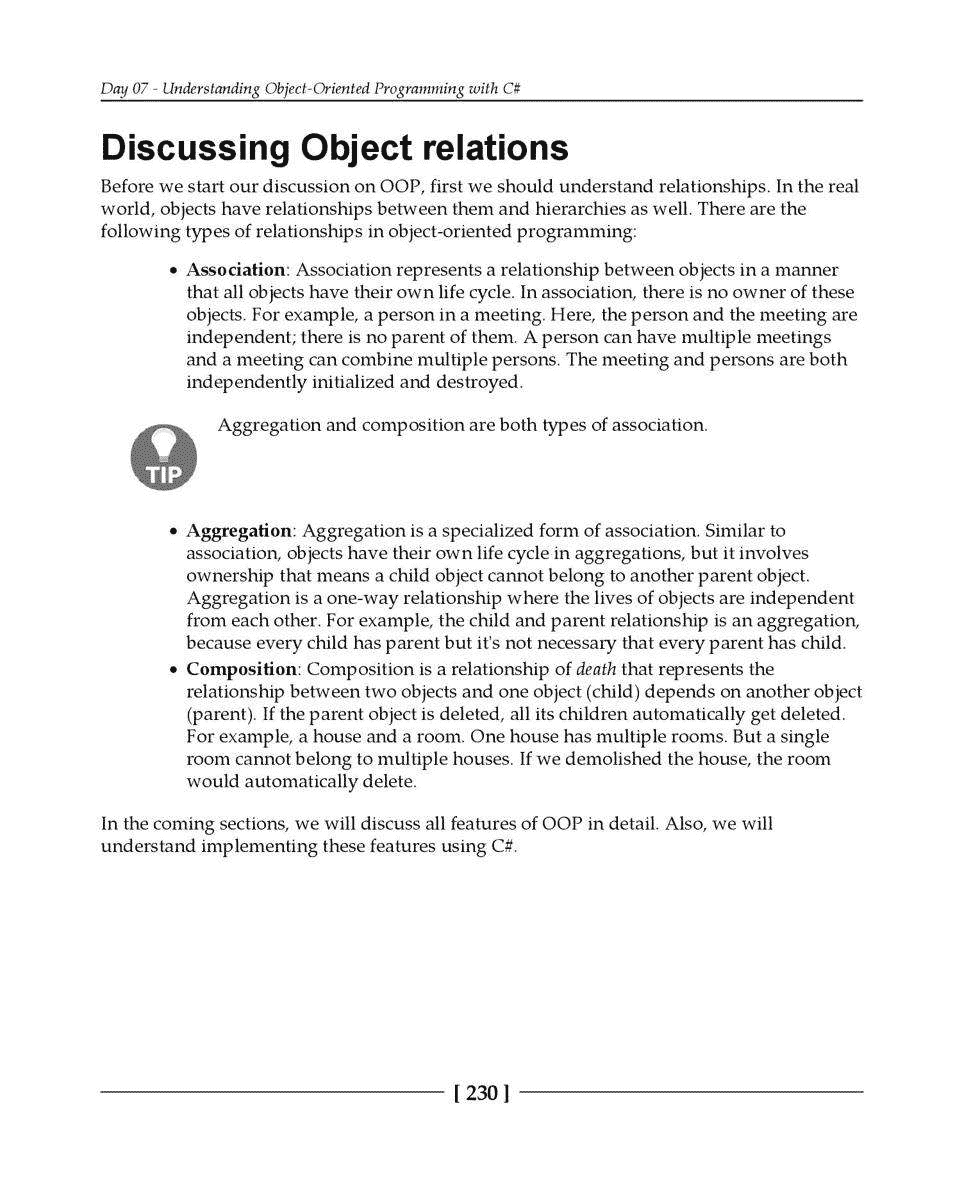 Day 07 - Understanding Object-Oriented Programming with C#
Discussing Object relations
Before we start our discussion on OOP, first we should understand relationships. In the real
world, objects have relationships between them and hierarchies as well. There are the
following types of relationships in object-oriented programming:
• Association: Association represents a relationship between objects in a manner
that all objects have their own life cycle. In association, there is no owner of these
objects. For example, a person in a meeting. Here, the person and the meeting are
independent; there is no parent of them. A person can have multiple meetings
and a meeting can combine multiple persons. The meeting and persons are both
independently initialized and destroyed.
Aggregation and composition are both types of association.
TIP
• Aggregation: Aggregation is a specialized form of association. Similar to
association, objects have their own life cycle in aggregations, but it involves
ownership that means a child object cannot belong to another parent object.
Aggregation is a one-way relationship where the lives of objects are independent
from each other. For example, the child and parent relationship is an aggregation,
because every child has parent but it's not necessary that every parent has child.
• Composition: Composition is a relationship of death that represents the
relationship between two objects and one object (child) depends on another object
(parent). If the parent object is deleted, all its children automatically get deleted.
For example, a house and a room. One house has multiple rooms. But a single
room cannot belong to multiple houses. If we demolished the house, the room
would automatically delete.
In the coming sections, we will discuss all features of OOP in detail. Also, we will
understand implementing these features using C#.
[ 230 ]